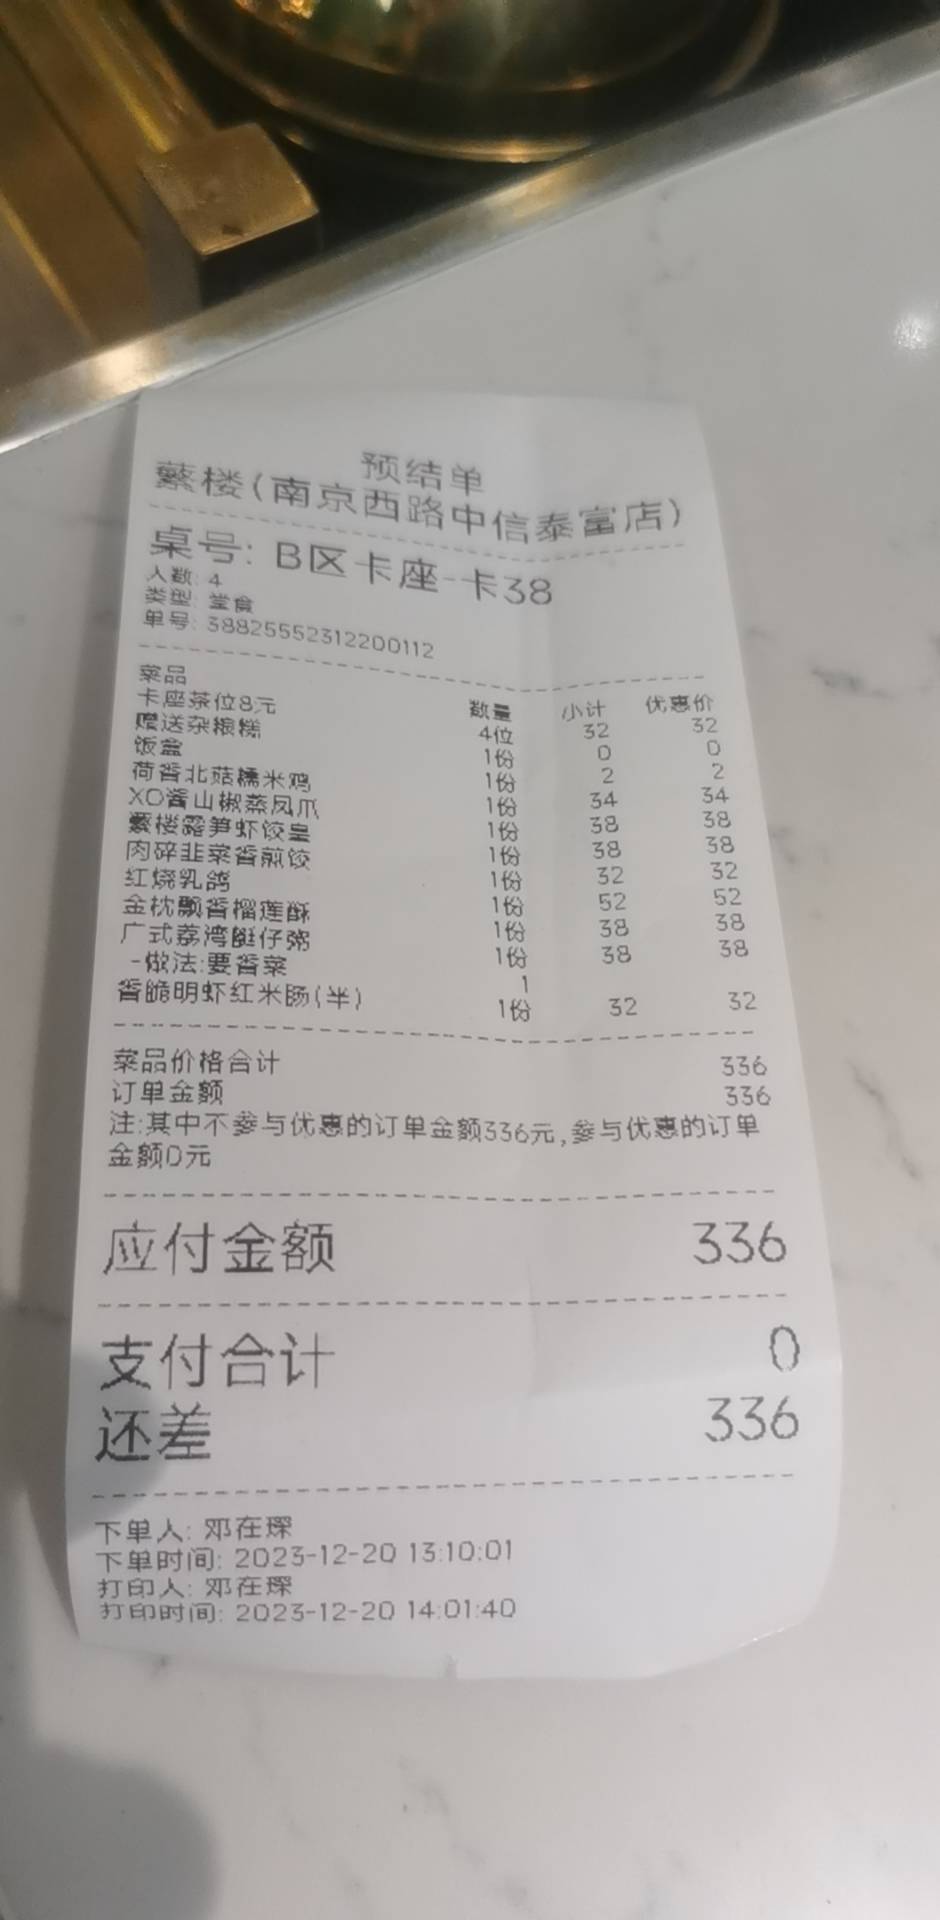 预结单
蘩楼(南京西路中信泰富店)
桌号: B区卡座-卡38
人数: 4
类型: 堂食
单号: 38825552312200112
菜品 数量 小计 优惠价
卡座茶位8元 4位 32 32
赠送杂粮糕 1份 0 0
饭盒 1份 2 2
荷香北菇糯米鸡 1份 34 34
XO酱山椒蒸凤爪 1份 38 38
蘩楼露笋虾饺皇 1份 38 38
肉碎韭菜香煎饺 1份 32 32
红烧乳鸽 1份 52 52
金枕飘香榴莲酥 1份 38 38
广式荔湾艇仔粥 1份 38 38
-做法:要香菜 1
香脆明虾红米肠(半) 1份 32 32
菜品价格合计 336
订单金额 336
注:其中不参与优惠的订单金额336元,参与优惠的订单
金额0元
应付金额 336
支付合计 0
还差 336
下单人: 邓在琛
下单时间: 2023-12-20 13:10:01
打印人: 邓在琛
打印时间: 2023-12-20 14:01:40